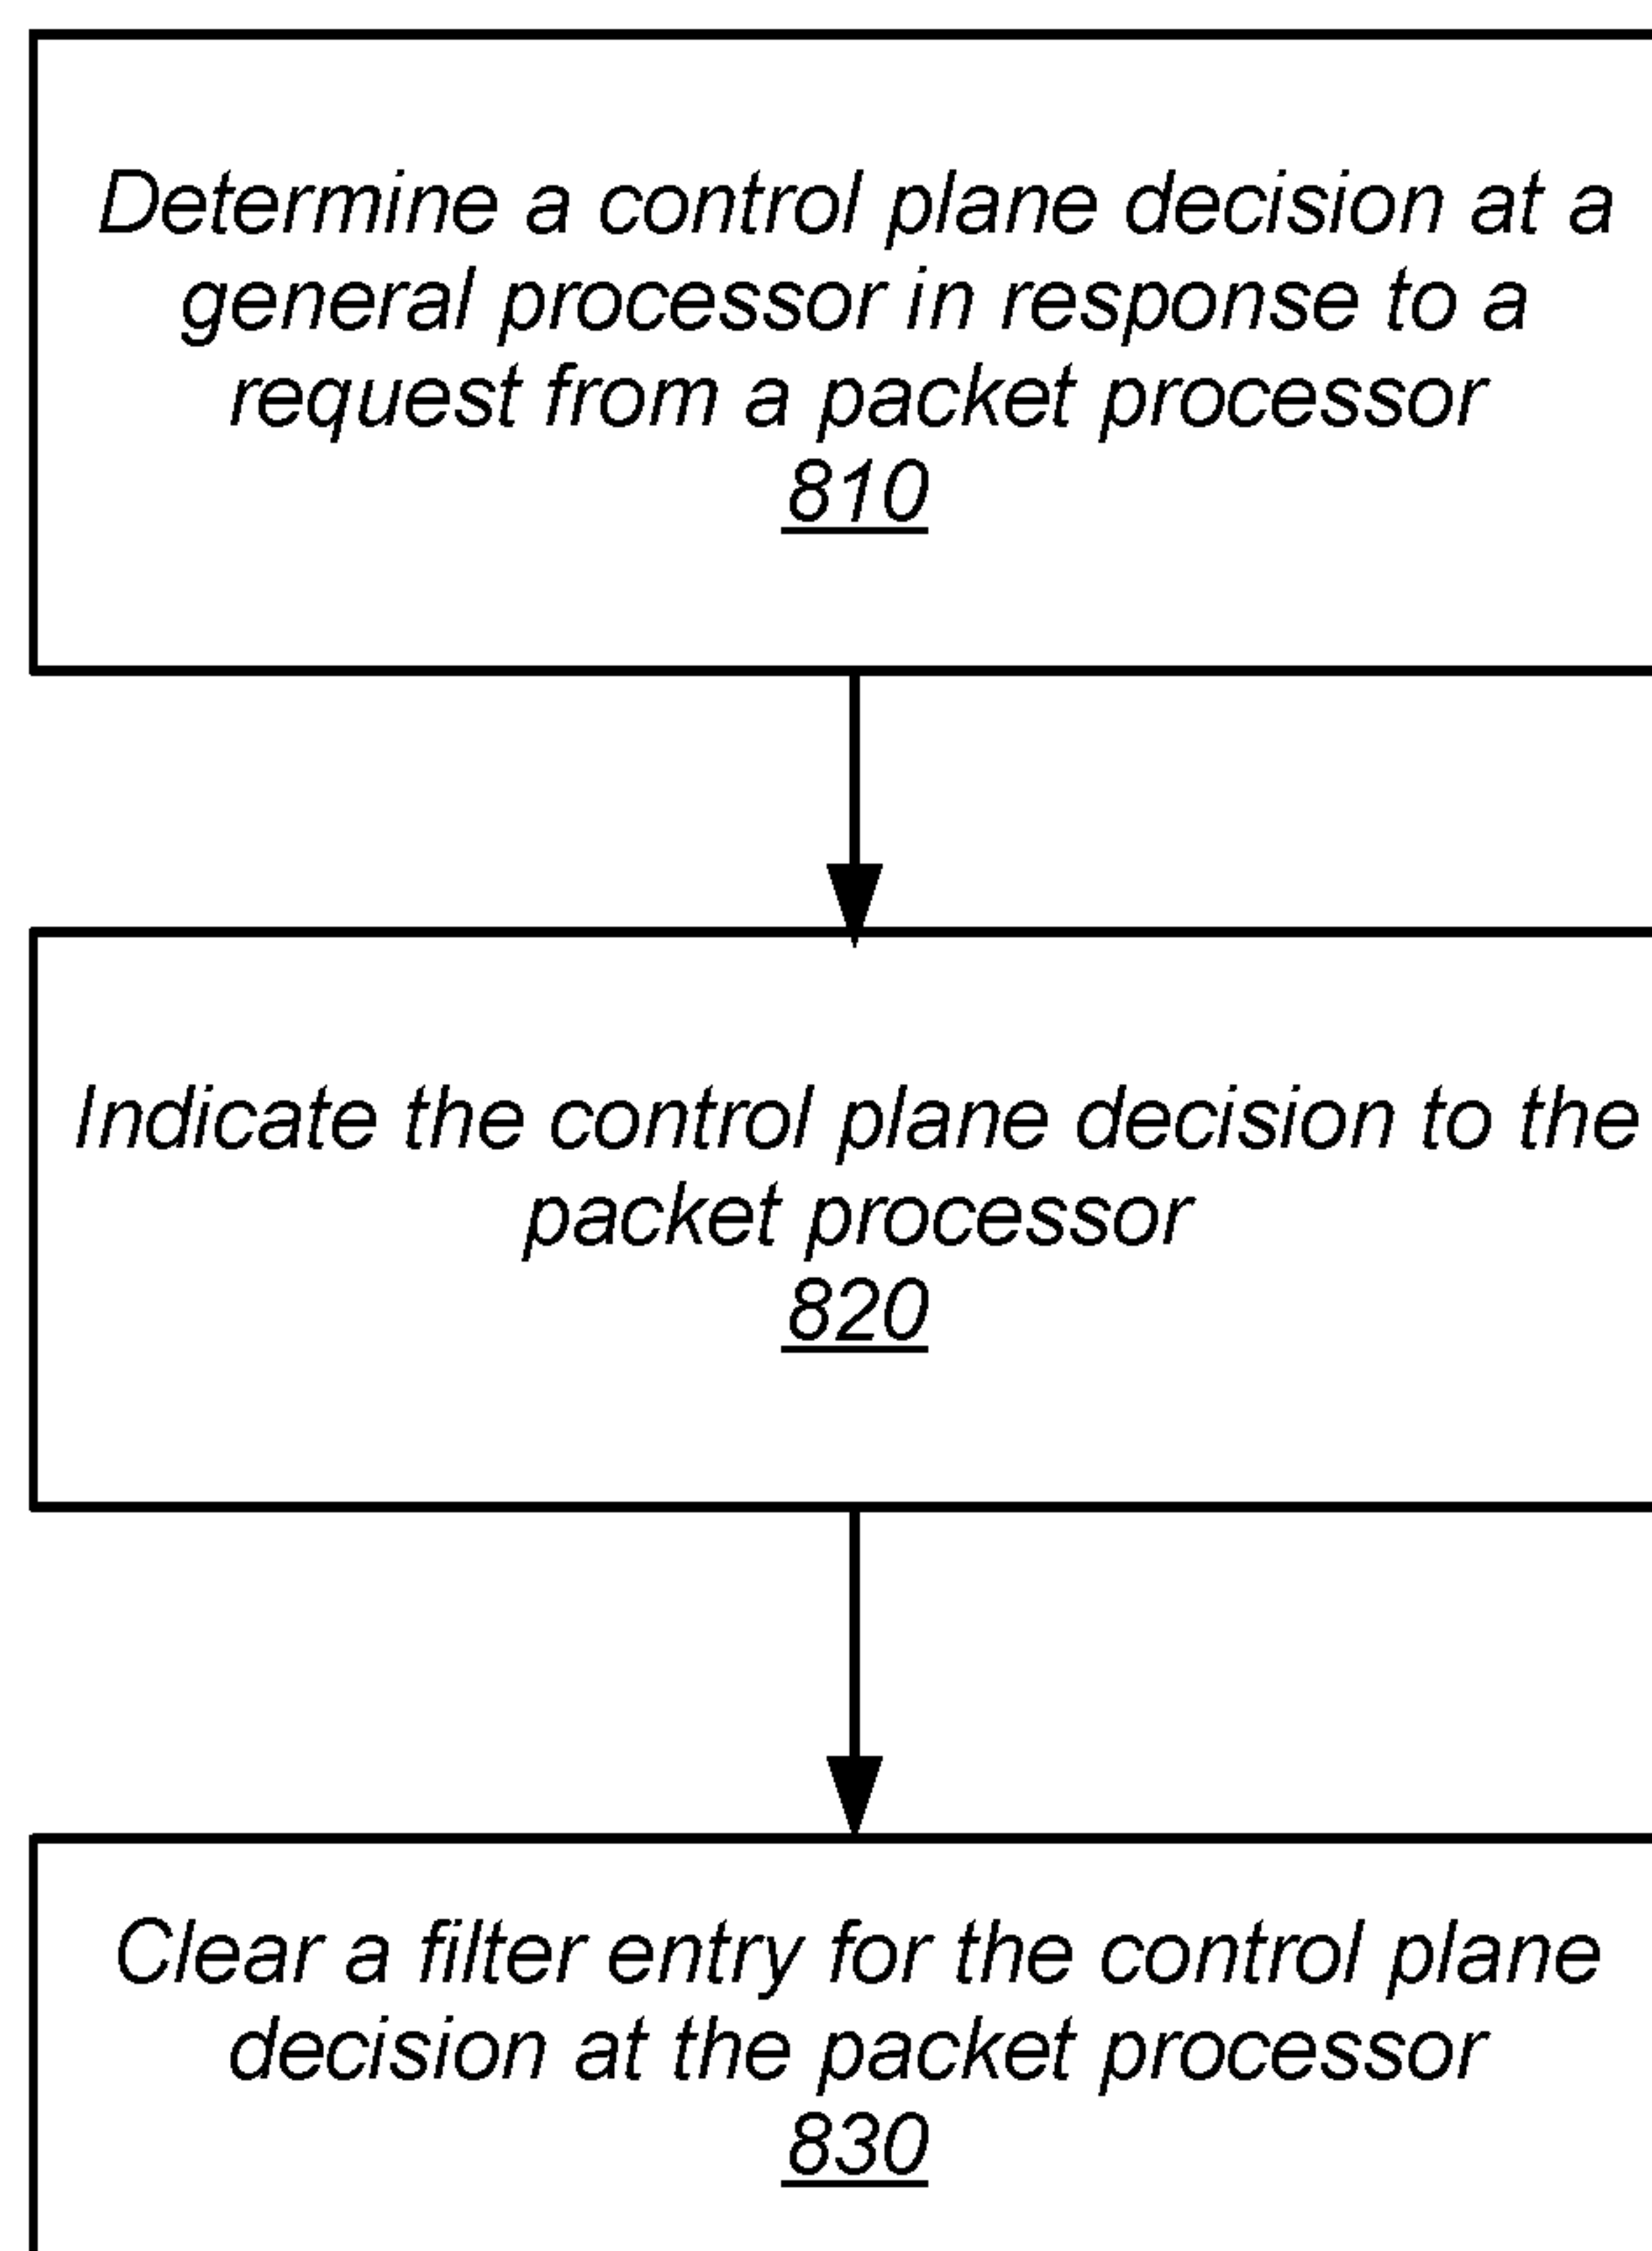 Determine a control plane decision at a
general processor in response to a
request from a packet processor
810
Indicate the control plane decision to the
packet processor
820
Clear a filter entry for the control plane
decision at the packet processor
830